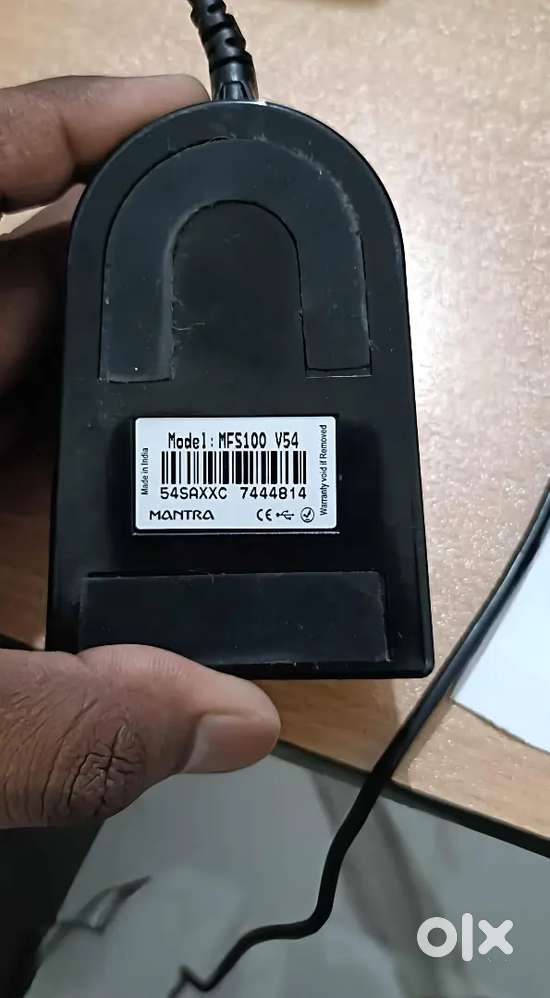 Model: MFS100 V54
Made in India
54SAXXC 7444814
Warranty void if Removed
MANTRA CE
olx